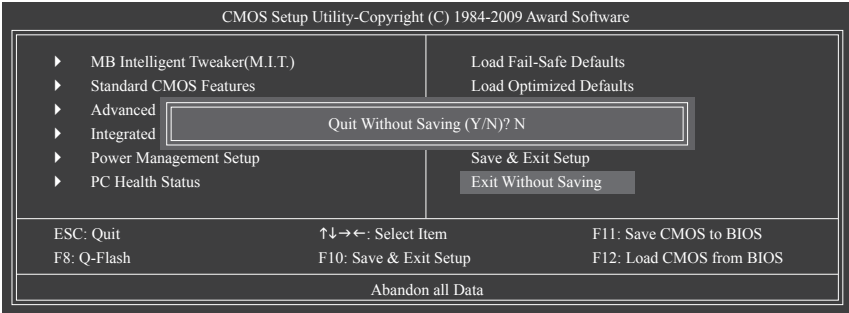 CMOS Setup Utility-Copyright (C) 1984-2009 Award Software
MB Intelligent Tweaker(M.I.T.) Load Fail-Safe Defaults
Standard CMOS Features Load Optimized Defaults
Advanced
Quit Without Saving (Y/N)? N
Integrated
Power Management Setup Save & Exit Setup
PC Health Status Exit Without Saving
ESC: Quit ↑↓→←: Select Item F11: Save CMOS to BIOS
F8: Q-Flash F10: Save & Exit Setup F12: Load CMOS from BIOS
Abandon all Data